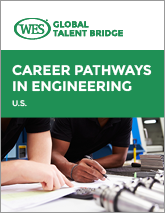 WES
GLOBAL
TALENT BRIDGE
CAREER PATHWAYS
IN ENGINEERING
U.S.